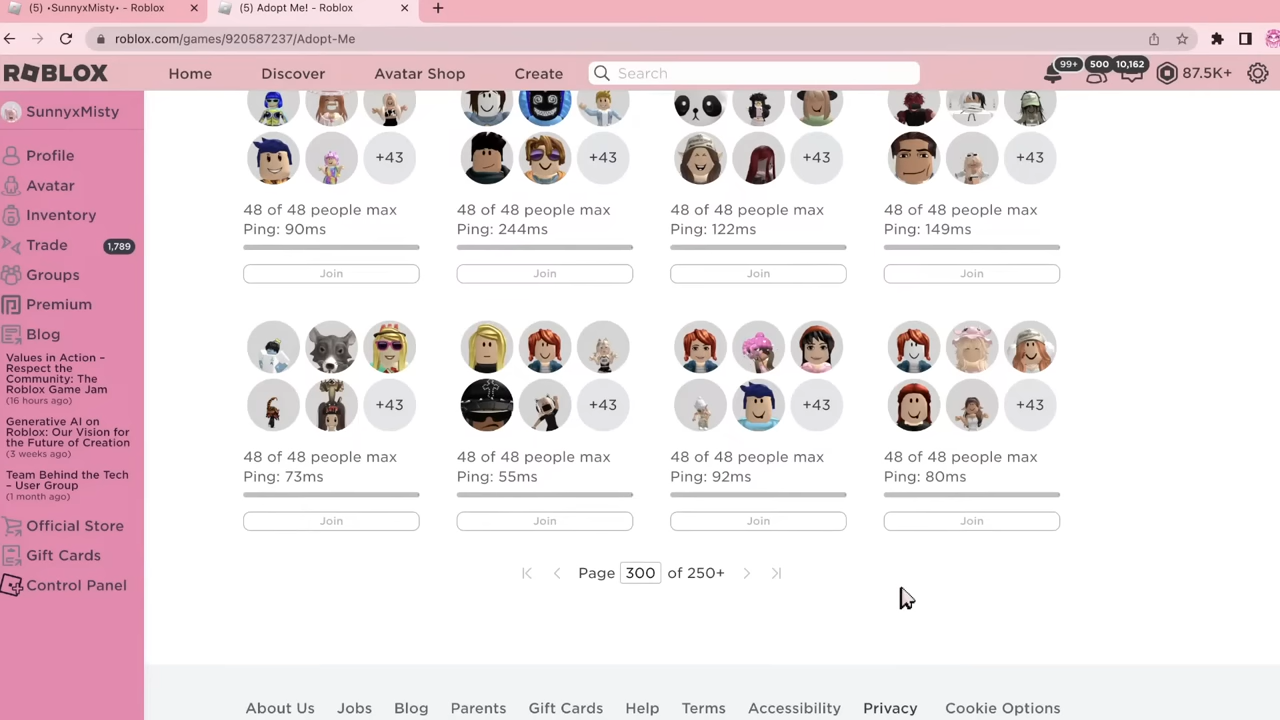 (5) •SunnyxMisty• - Roblox
(5) Adopt Me! - Roblox
roblox.com/games/920587237/Adopt-Me
ROBLOX Home Discover Avatar Shop Create Search 99+ 500 10,162 87.5K+
SunnyxMisty
Profile
Avatar
Inventory
Trade 1,789
Groups
Premium
Blog
Values in Action –
Respect the
Community: The
Roblox Game Jam
(16 hours ago)
Generative AI on
Roblox: Our Vision for
the Future of Creation
(3 weeks ago)
Team Behind the Tech
– User Group
(1 month ago)
Official Store
Gift Cards
Control Panel
+43 +43 +43 +43
48 of 48 people max 48 of 48 people max 48 of 48 people max 48 of 48 people max
Ping: 90ms Ping: 244ms Ping: 122ms Ping: 149ms
Join Join Join Join
+43 +43 +43 +43
48 of 48 people max 48 of 48 people max 48 of 48 people max 48 of 48 people max
Ping: 73ms Ping: 55ms Ping: 92ms Ping: 80ms
Join Join Join Join
Page 300 of 250+
About Us Jobs Blog Parents Gift Cards Help Terms Accessibility Privacy Cookie Options